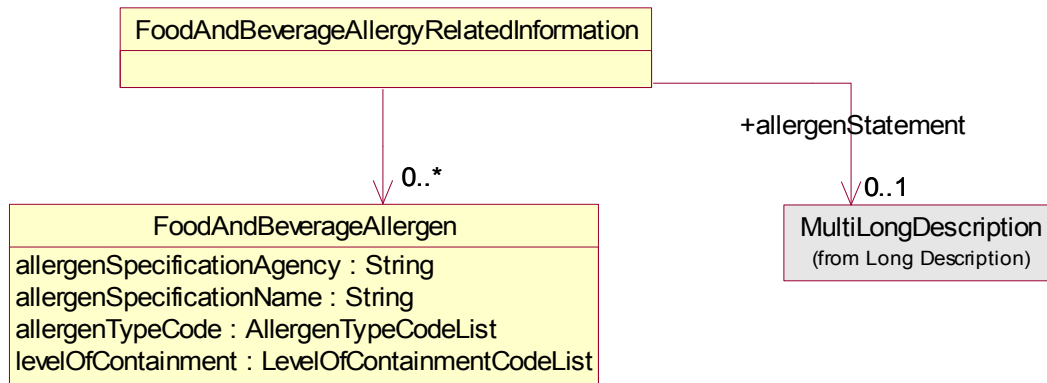 FoodAndBeverageAllergyRelatedInformation
+allergenStatement
0..*
0..1
FoodAndBeverageAllergen
allergenSpecificationAgency : String
allergenSpecificationName : String
allergenTypeCode : AllergenTypeCodeList
levelOfContainment : LevelOfContainmentCodeList
MultiLongDescription
(from Long Description)